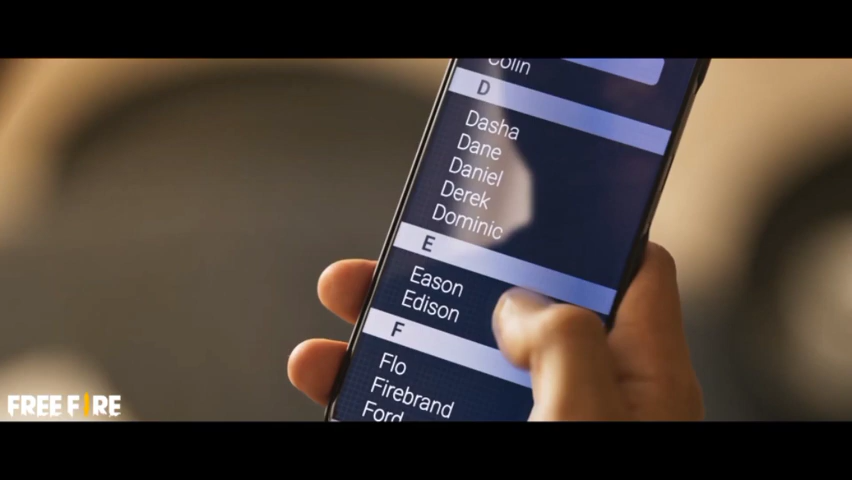 Colin
D
Dasha
Dane
Daniel
Derek
Dominic
E
Eason
Edison
F
Flo
Firebrand
Ford
FREE FIRE